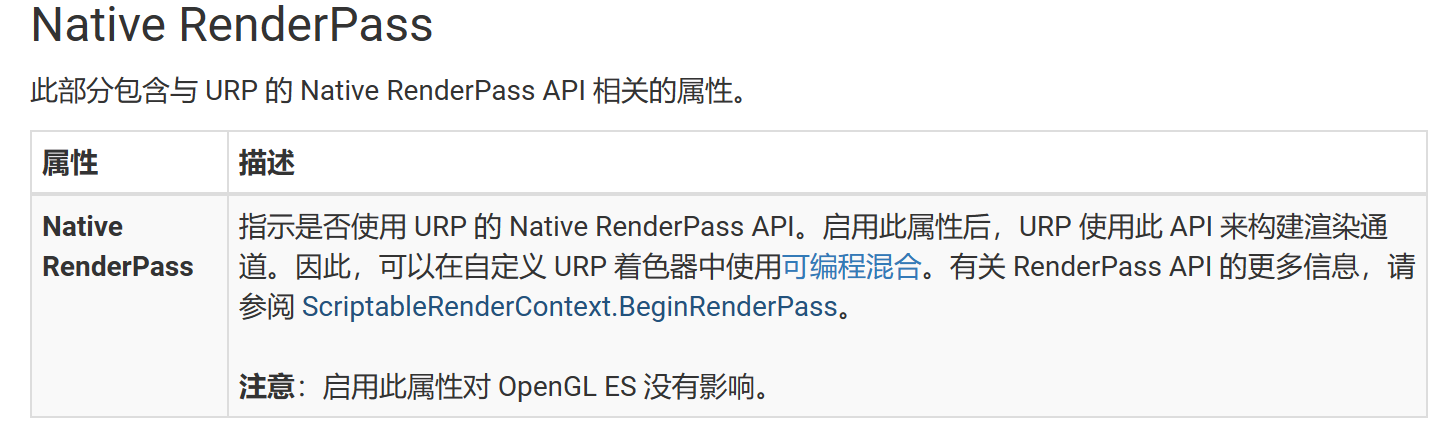 Native RenderPass
此部分包含与 URP 的 Native RenderPass API 相关的属性。
属性
描述
Native
RenderPass
指示是否使用 URP 的 Native RenderPass API。启用此属性后，URP 使用此 API 来构建渲染通
道。因此，可以在自定义 URP 着色器中使用可编程混合。有关 RenderPass API 的更多信息，请
参阅 ScriptableRenderContext.BeginRenderPass。
注意：启用此属性对 OpenGL ES 没有影响。